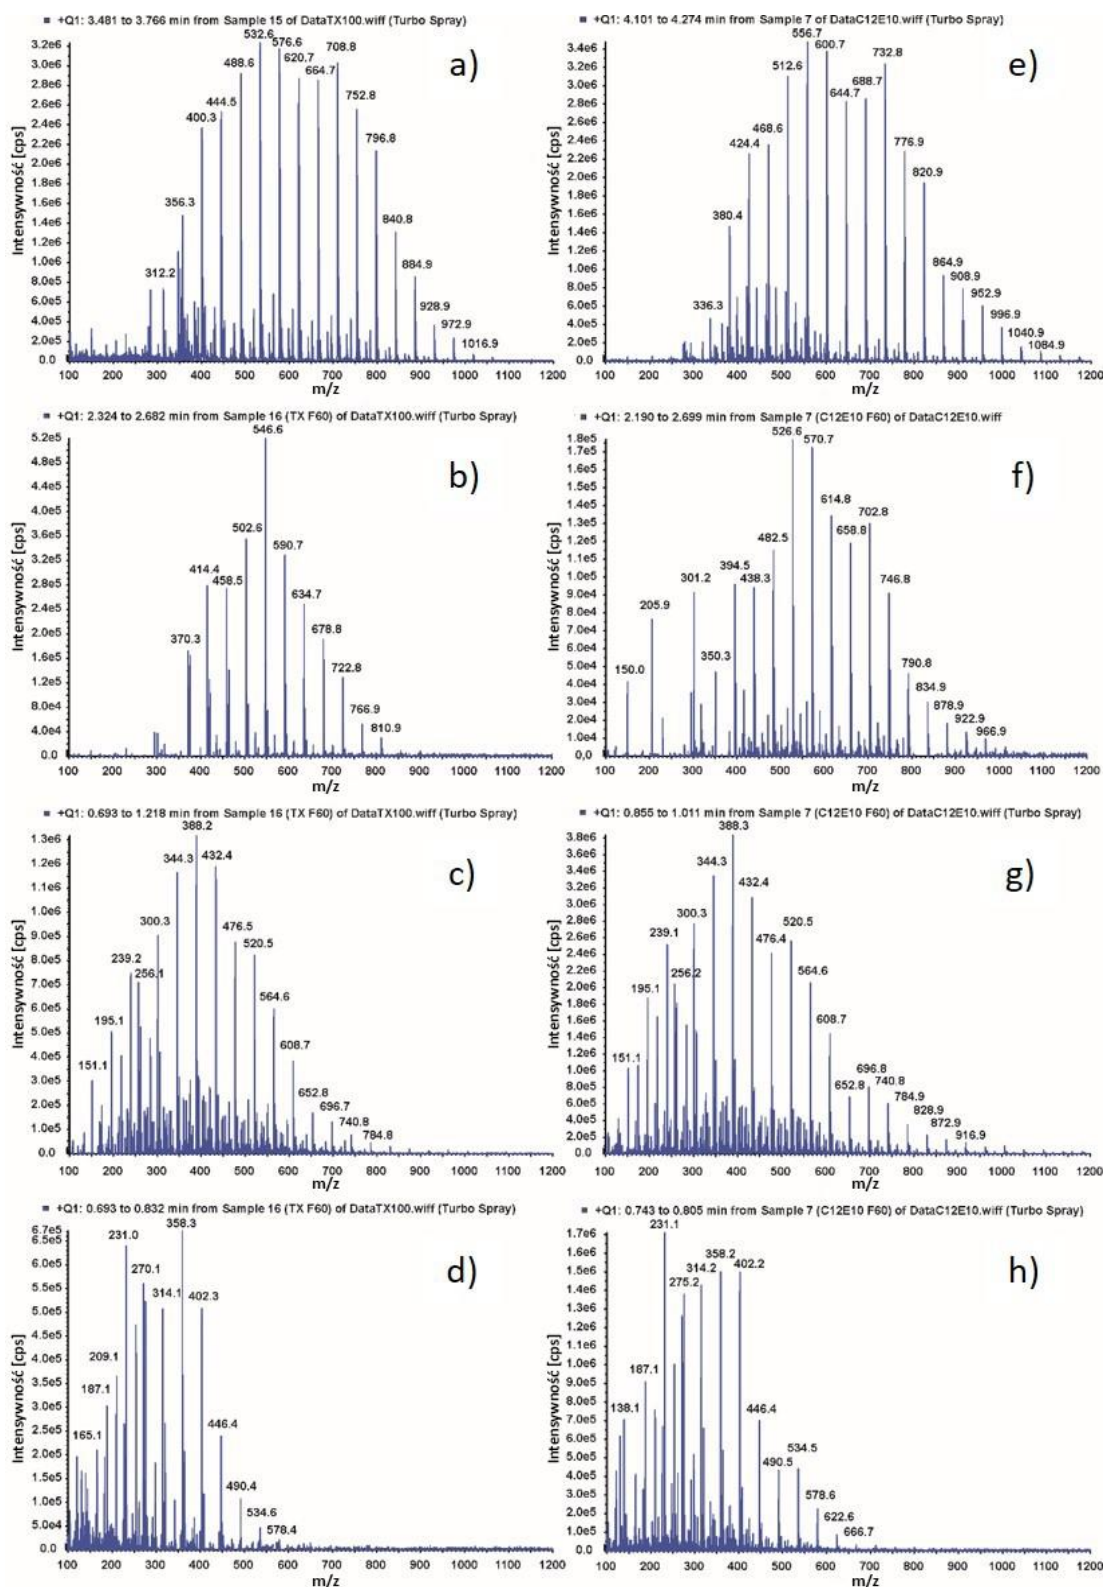 +Q1: 3.481 to 3.766 min from Sample 15 of DataTX100.wiff (Turbo Spray)
a)
Intensywność [cps]
3.2e6
3.0e6
2.8e6
2.6e6
2.4e6
2.2e6
2.0e6
1.8e6
1.6e6
1.4e6
1.2e6
1.0e6
8.0e5
6.0e5
4.0e5
2.0e5
0.0
312.2
356.3
400.3
444.5
488.6
532.6
576.6
620.7
664.7
708.8
752.8
796.8
840.8
884.9
928.9
972.9
1016.9
100 200 300 400 500 600 700 800 900 1000 1100 1200
m/z
+Q1: 4.101 to 4.274 min from Sample 7 of DataC12E10.wiff (Turbo Spray)
e)
Intensywność [cps]
3.4e6
3.2e6
3.0e6
2.8e6
2.6e6
2.4e6
2.2e6
2.0e6
1.8e6
1.6e6
1.4e6
1.2e6
1.0e6
8.0e5
6.0e5
4.0e5
2.0e5
0.0
336.3
380.4
424.4
468.6
512.6
556.7
600.7
644.7
688.7
732.8
776.9
820.9
864.9
908.9
952.9
996.9
1040.9
1084.9
100 200 300 400 500 600 700 800 900 1000 1100 1200
m/z
+Q1: 2.324 to 2.682 min from Sample 16 (TX F60) of DataTX100.wiff (Turbo Spray)
b)
Intensywność [cps]
5.2e5
4.8e5
4.4e5
4.0e5
3.6e5
3.2e5
2.8e5
2.4e5
2.0e5
1.6e5
1.2e5
8.0e4
4.0e4
0.0
370.3
414.4
458.5
502.6
546.6
590.7
634.7
678.8
722.8
766.9
810.9
100 200 300 400 500 600 700 800 900 1000 1100 1200
m/z
+Q1: 2.190 to 2.699 min from Sample 7 (C12E10 F60) of DataC12E10.wiff
f)
Intensywność [cps]
1.8e5
1.7e5
1.6e5
1.5e5
1.4e5
1.3e5
1.2e5
1.1e5
1.0e5
9.0e4
8.0e4
7.0e4
6.0e4
5.0e4
4.0e4
3.0e4
2.0e4
1.0e4
0.0
150.0
205.9
301.2
350.3
394.5
438.3
482.5
526.6
570.7
614.8
658.8
702.8
746.8
790.8
834.9
878.9
922.9
966.9
100 200 300 400 500 600 700 800 900 1000 1100 1200
m/z
+Q1: 0.693 to 1.218 min from Sample 16 (TX F60) of DataTX100.wiff (Turbo Spray)
c)
Intensywność [cps]
1.3e6
1.2e6
1.1e6
1.0e6
9.0e5
8.0e5
7.0e5
6.0e5
5.0e5
4.0e5
3.0e5
2.0e5
1.0e5
0.0
151.1
195.1
239.2
256.1
300.3
344.3
388.2
432.4
476.5
520.5
564.6
608.7
652.8
696.7
740.8
784.8
100 200 300 400 500 600 700 800 900 1000 1100 1200
m/z
+Q1: 0.855 to 1.011 min from Sample 7 (C12E10 F60) of DataC12E10.wiff (Turbo Spray)
g)
Intensywność [cps]
3.8e6
3.6e6
3.4e6
3.2e6
3.0e6
2.8e6
2.6e6
2.4e6
2.2e6
2.0e6
1.8e6
1.6e6
1.4e6
1.2e6
1.0e6
8.0e5
6.0e5
4.0e5
2.0e5
0.0
151.1
195.1
239.1
256.2
300.3
344.3
388.3
432.4
476.4
520.5
564.6
608.7
652.8
696.8
740.8
784.9
828.9
872.9
916.9
100 200 300 400 500 600 700 800 900 1000 1100 1200
m/z
+Q1: 0.693 to 0.832 min from Sample 16 (TX F60) of DataTX100.wiff (Turbo Spray)
d)
Intensywność [cps]
6.7e5
6.0e5
5.5e5
5.0e5
4.5e5
4.0e5
3.5e5
3.0e5
2.5e5
2.0e5
1.5e5
1.0e5
5.0e4
0.0
165.1
187.1
209.1
231.0
270.1
314.1
358.3
402.3
446.4
490.4
534.6
578.4
100 200 300 400 500 600 700 800 900 1000 1100 1200
m/z
+Q1: 0.743 to 0.805 min from Sample 7 (C12E10 F60) of DataC12E10.wiff (Turbo Spray)
h)
Intensywność [cps]
1.7e6
1.6e6
1.5e6
1.4e6
1.3e6
1.2e6
1.1e6
1.0e6
9.0e5
8.0e5
7.0e5
6.0e5
5.0e5
4.0e5
3.0e5
2.0e5
1.0e5
0.0
138.1
187.1
231.1
275.2
314.2
358.2
402.2
446.4
490.5
534.5
578.6
622.6
666.7
100 200 300 400 500 600 700 800 900 1000 1100 1200
m/z